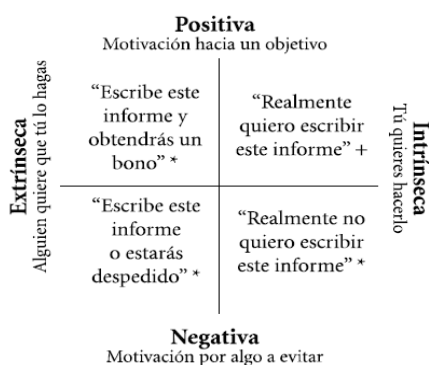 Positiva
Motivación hacia un objetivo
Extrínseca
Alguien quiere que tú lo hagas
“Escribe este
informe y
obtendrás un
bono” *
“Realmente
quiero escribir
este informe” +
“Escribe este
informe
o estarás
despedido” *
“Realmente no
quiero escribir
este informe” *
Intrínseca
Tú quieres hacerlo
Negativa
Motivación por algo a evitar